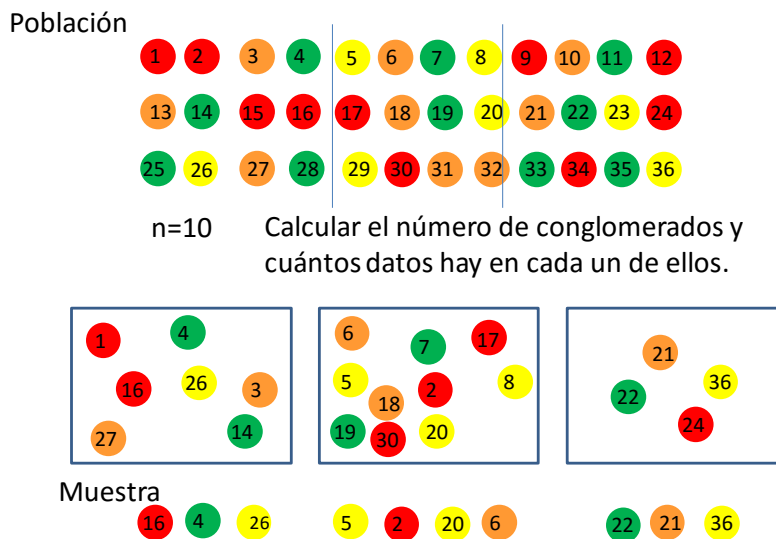 Población
1 2 3 4 5 6 7 8 9 10 11 12
13 14 15 16 17 18 19 20 21 22 23 24
25 26 27 28 29 30 31 32 33 34 35 36
n=10
Calcular el número de conglomerados y
cuántos datos hay en cada un de ellos.
1 4
16 26 3
27 14
6 7 17
5 2 8
18
19 30 20
21
22 36
24
Muestra
16 4 26 5 2 20 6 22 21 36